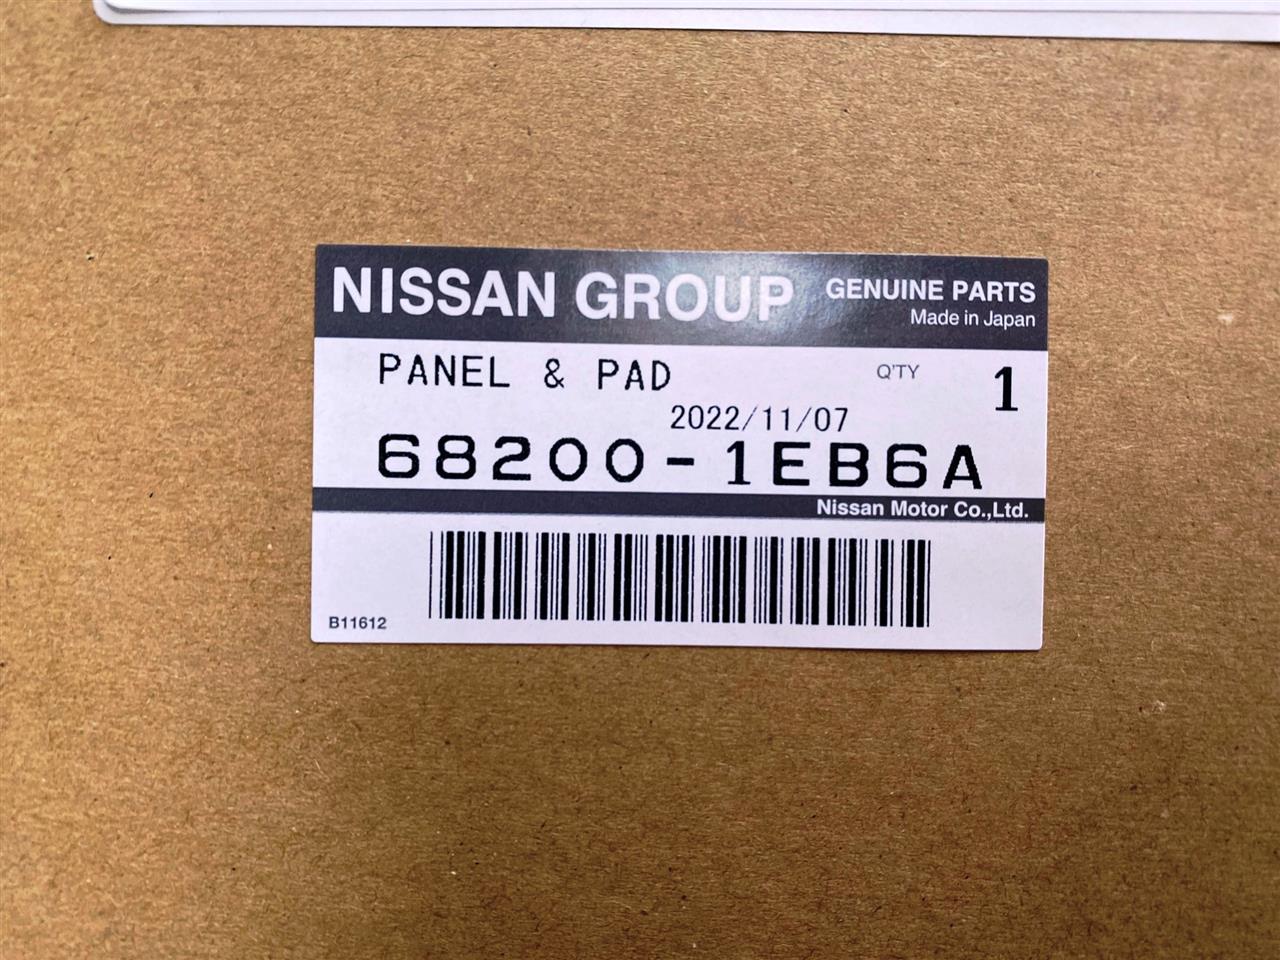 NISSAN GROUP GENUINE PARTS
Made in Japan
PANEL & PAD Q'TY 1
2022/11/07
68200-1EB6A
Nissan Motor Co.,Ltd.
B11612